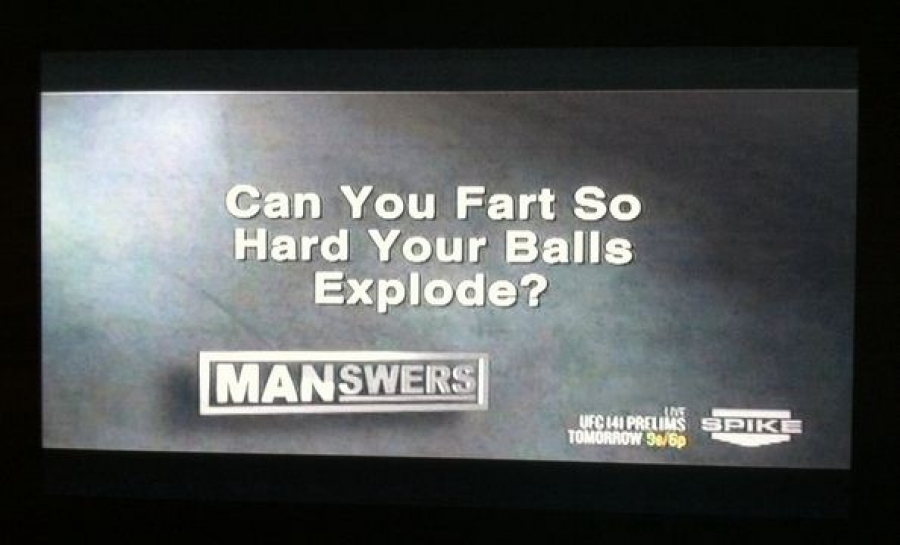 Can You Fart So
Hard Your Balls
Explode?
MANSWERS
LIVE
UFC 141 PRELIMS
TOMORROW 9e/6p
SPIKE